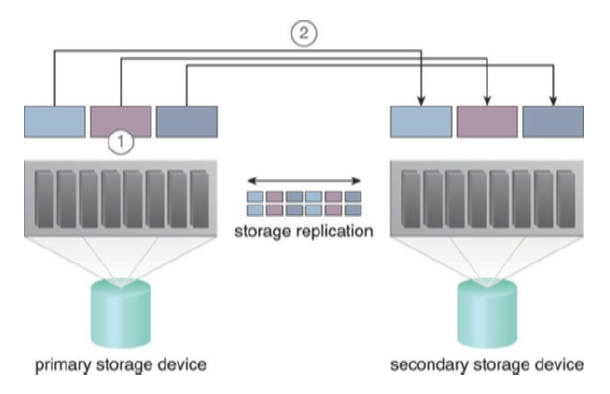 2
1
storage replication
primary storage device
secondary storage device